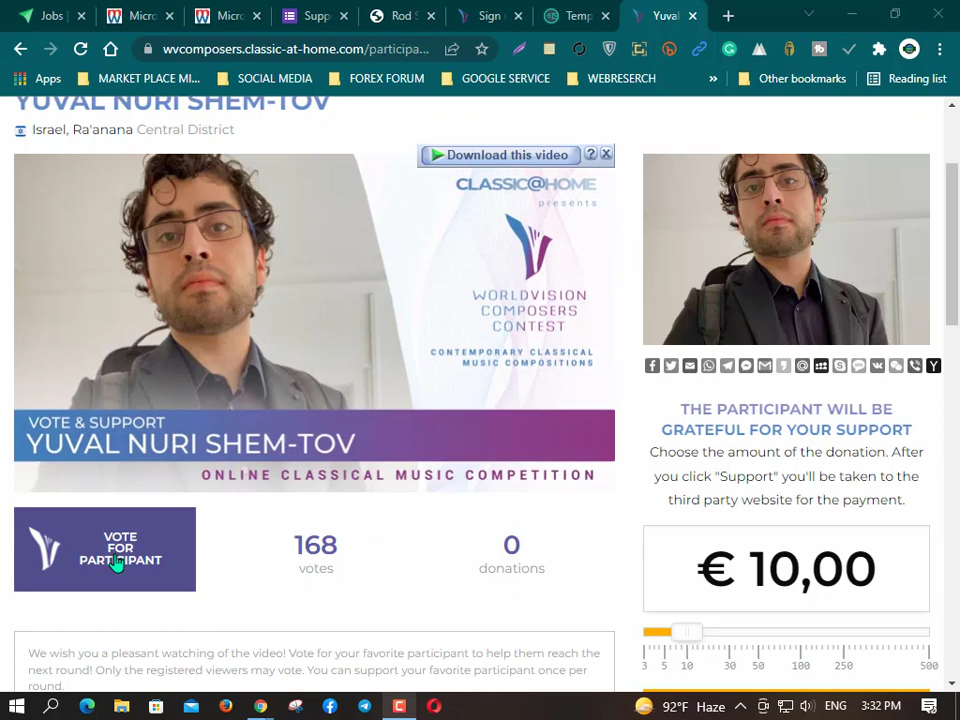 Jobs
Micro
Micro
Supp
Rod S
Sign
Temp
Yuval
wvcomposers.classic-at-home.com/participa...
Apps
MARKET PLACE MI...
SOCIAL MEDIA
FOREX FORUM
GOOGLE SERVICE
WEBRESERCH
»
Other bookmarks
Reading list
YUVAL NURI SHEM-TOV
Israel, Ra'anana Central District
Download this video
CLASSIC@HOME
presents
WORLDVISION
COMPOSERS
CONTEST
CONTEMPORARY CLASSICAL
MUSIC COMPOSITIONS
VOTE & SUPPORT
YUVAL NURI SHEM-TOV
ONLINE CLASSICAL MUSIC COMPETITION
VOTE
FOR
PARTICIPANT
168
votes
0
donations
We wish you a pleasant watching of the video! Vote for your favorite participant to help them reach the
next round! Only the registered viewers may vote. You can support your favorite participant once per
round.
THE PARTICIPANT WILL BE
GRATEFUL FOR YOUR SUPPORT
Choose the amount of the donation. After
you click "Support" you'll be taken to the
third party website for the payment.
€ 10,00
3 5 10 30 50 100 250 500
92°F Haze
ENG
3:32 PM